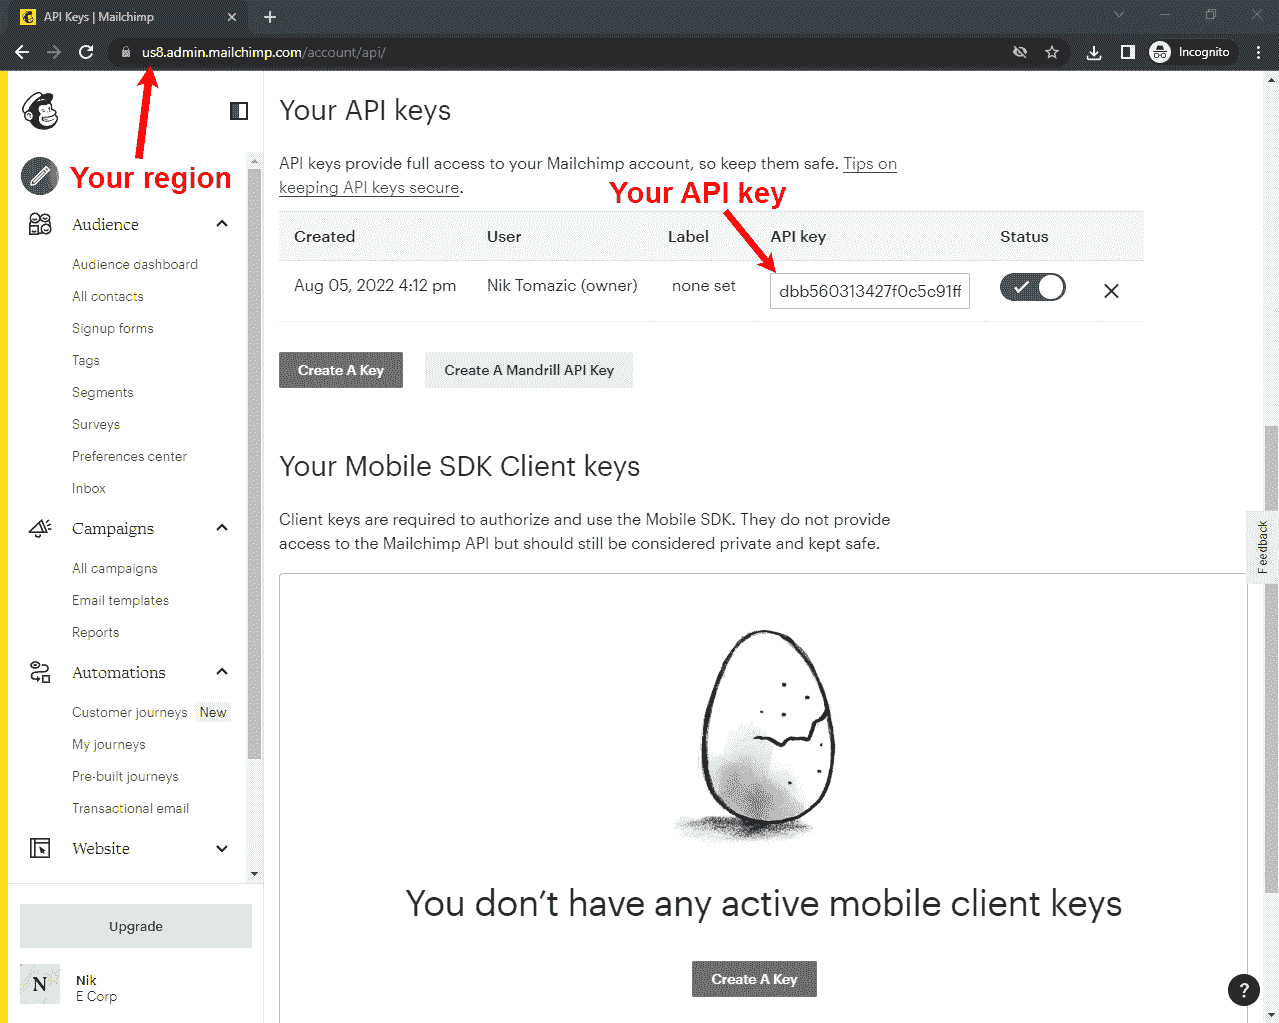 API Keys | Mailchimp
us8.admin.mailchimp.com/account/api/
Incognito
Your region
Audience
Audience dashboard
All contacts
Signup forms
Tags
Segments
Surveys
Preferences center
Inbox
Campaigns
All campaigns
Email templates
Reports
Automations
Customer journeys New
My journeys
Pre-built journeys
Transactional email
Website
Upgrade
N
Nik
E Corp
Your API keys
API keys provide full access to your Mailchimp account, so keep them safe. Tips on
keeping API keys secure.
Your API key
Created User Label API key Status
Aug 05, 2022 4:12 pm Nik Tomazic (owner) none set dbb560313427f0c5c91ff
Create A Key Create A Mandrill API Key
Your Mobile SDK Client keys
Client keys are required to authorize and use the Mobile SDK. They do not provide
access to the Mailchimp API but should still be considered private and kept safe.
You don’t have any active mobile client keys
Create A Key
Feedback
?